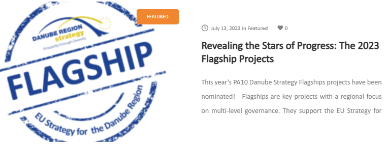 FEATURED
DANUBE REGION
strategy
FLAGSHIP
EU Strategy for the Danube Region
July 13, 2023 in Featured 0
Revealing the Stars of Progress: The 2023
Flagship Projects
This year's PA10 Danube Strategy Flagships projects have been
nominated! Flagships are key projects with a regional focus
on multi-level governance. They support the EU Strategy for